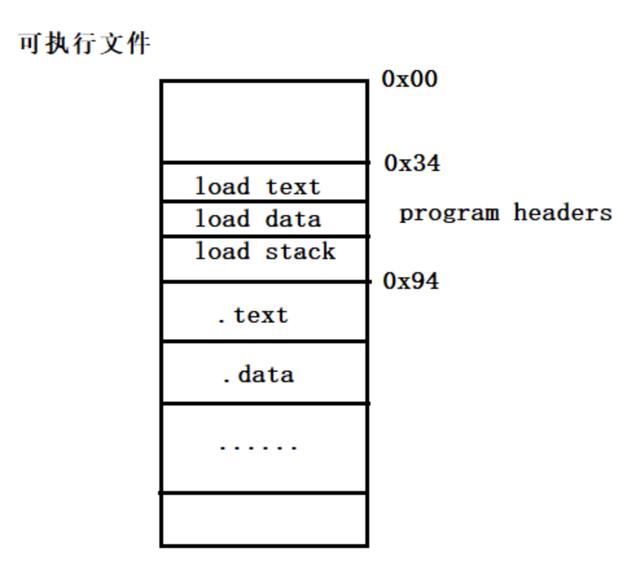 可执行文件
0x00
0x34
load text
load data
program headers
load stack
0x94
.text
.data
......